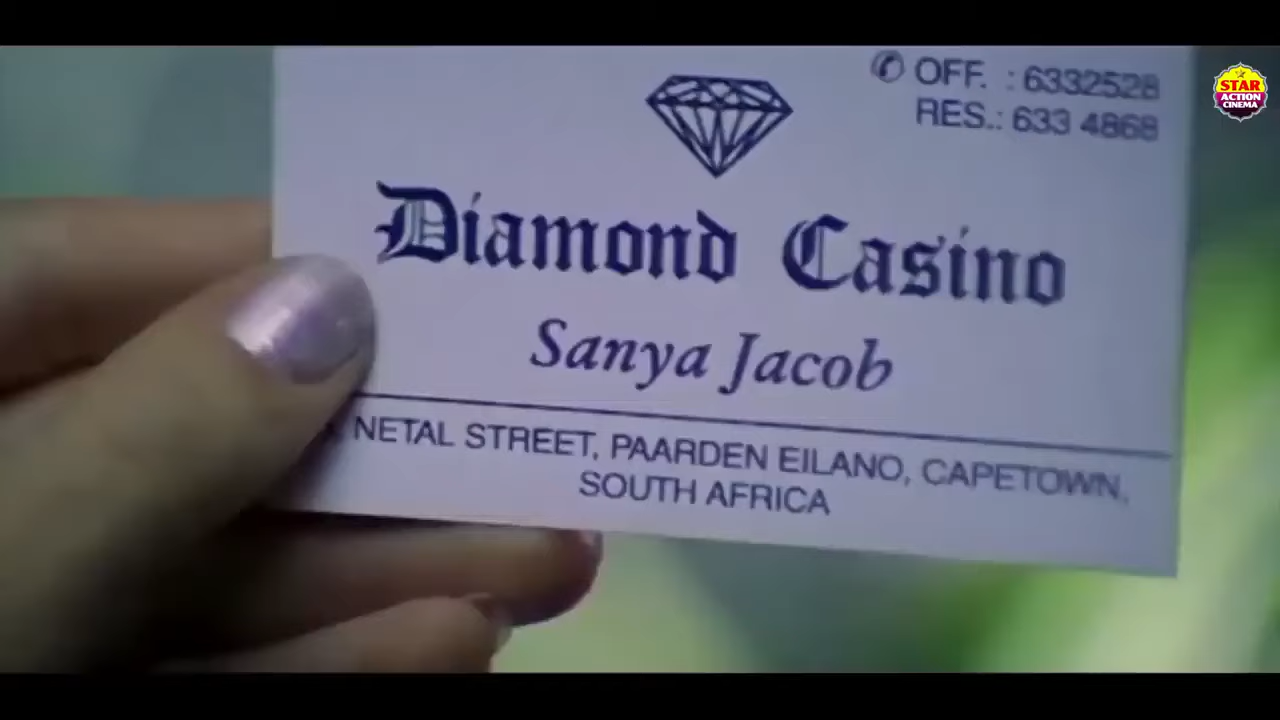 OFF. : 6332528
RES.: 633 4868
Diamond Casino
Sanya Jacob
NETAL STREET, PAARDEN EILANO, CAPETOWN,
SOUTH AFRICA
STAR
ACTION
CINEMA